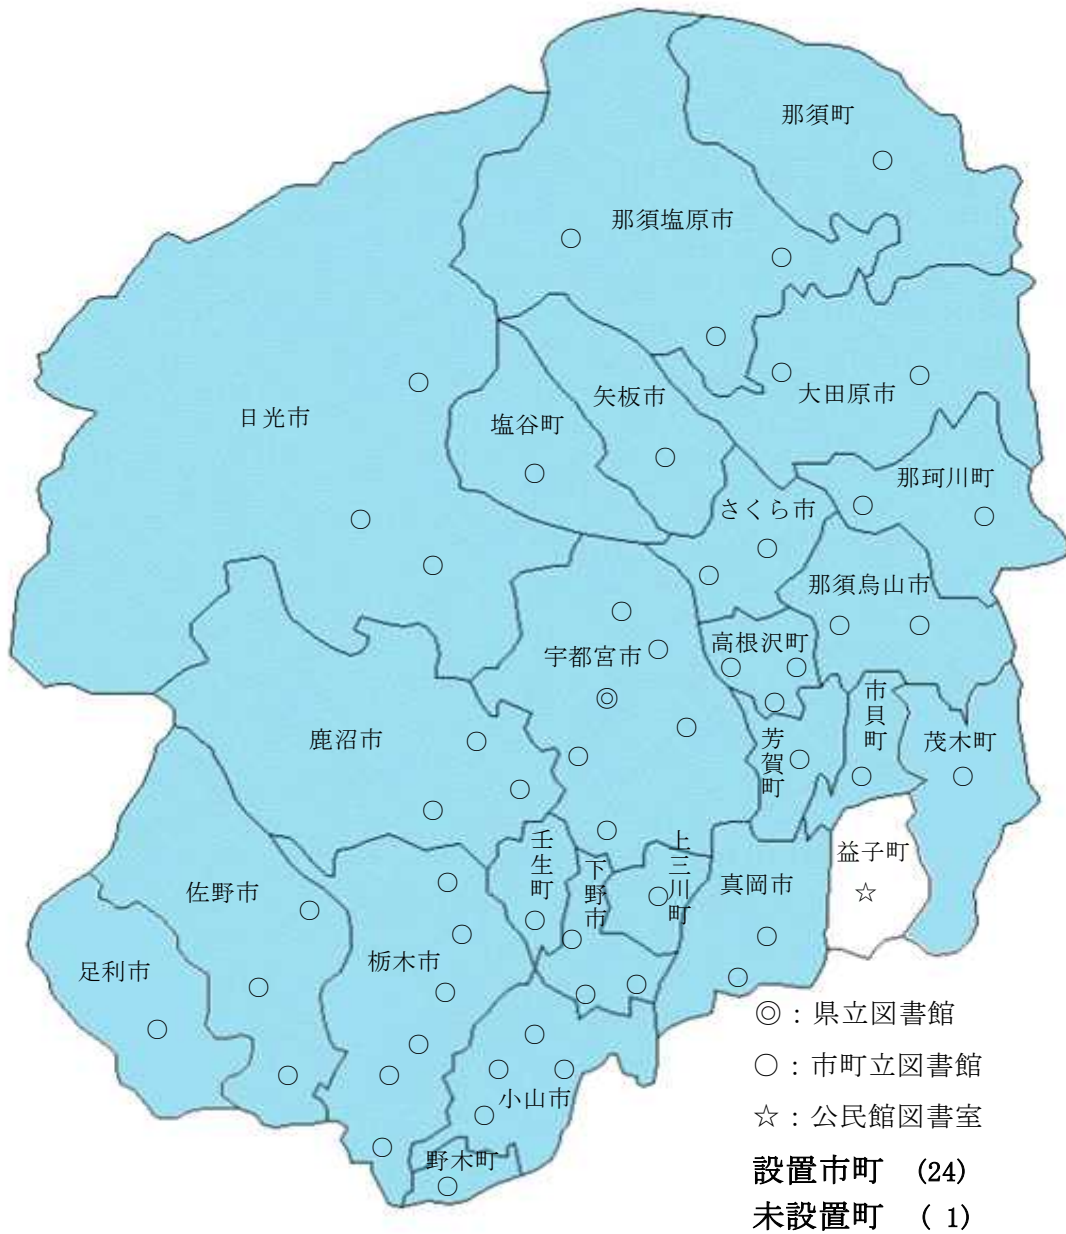 那須町
那須塩原市
大田原市
矢板市
日光市
塩谷町
那珂川町
さくら市
那須烏山市
高根沢町
宇都宮市
市貝町
鹿沼市
芳賀町
茂木町
上三川町
壬生町
下野市
益子町
☆
真岡市
佐野市
栃木市
足利市
◎：県立図書館
○：市町立図書館
小山市
☆：公民館図書室
野木町
設置市町 (24)
未設置町 ( 1)